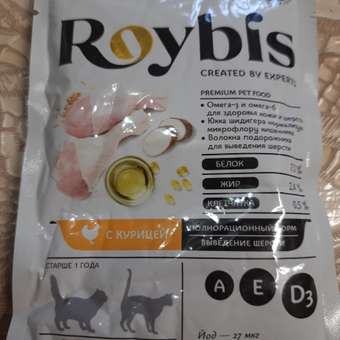 Roybis
CREATED BY EXPERTS
PREMIUM PET FOOD
• Омега-3 и омега-6
для здоровья кожи и шерсти
• Юкка шидигера нормализует
микрофлору кишечника
• Волокна подорожника
для выведения шерсти
БЕЛОК
ЖИР
КЛЕТЧАТКА 0,5 %
С КУРИЦЕЙ
ПОЛНОРАЦИОННЫЙ КОРМ
ВЫВЕДЕНИЕ ШЕРСТИ
СТАРШЕ 1 ГОДА
A E D3
Йод — 27 мкг